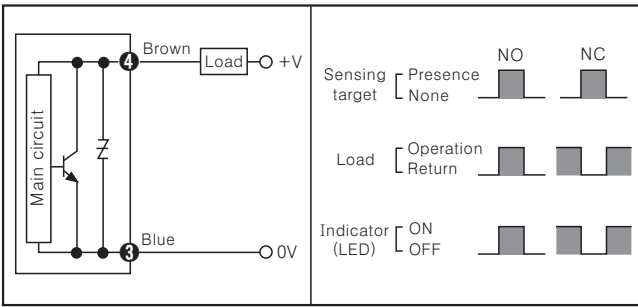 Main circuit
4
Brown
Load
+V
3
Blue
0V
NO NC
Sensing target
Presence
None
Load
Operation
Return
Indicator (LED)
ON
OFF